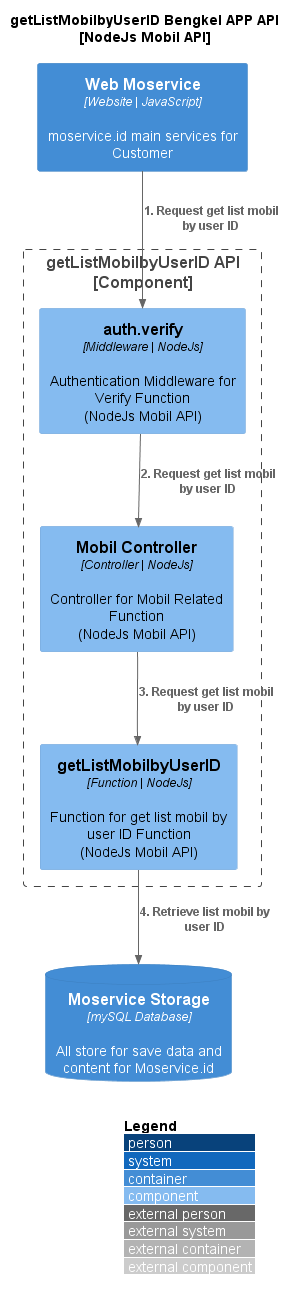 getListMobilbyUserID Bengkel APP API
[NodeJs Mobil API]
Web Moservice
[Website | JavaScript]
moservice.id main services for
Customer
1. Request get list mobil
by user ID
getListMobilbyUserID API
[Component]
auth.verify
[Middleware | NodeJs]
Authentication Middleware for
Verify Function
(NodeJs Mobil API)
2. Request get list mobil
by user ID
Mobil Controller
[Controller | NodeJs]
Controller for Mobil Related
Function
(NodeJs Mobil API)
3. Request get list mobil
by user ID
getListMobilbyUserID
[Function | NodeJs]
Function for get list mobil by
user ID Function
(NodeJs Mobil API)
4. Retrieve list mobil by
user ID
Moservice Storage
[mySQL Database]
All store for save data and
content for Moservice.id
Legend
person
system
container
component
external person
external system
external container
external component